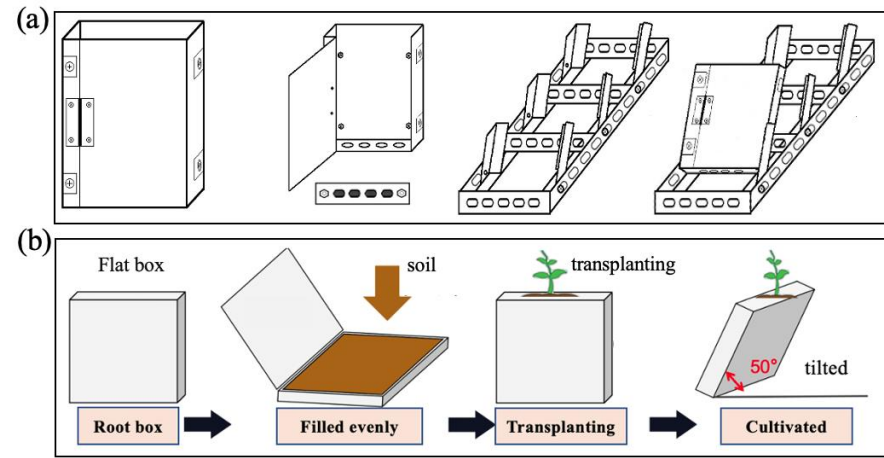 (a)
(b)
Flat box
soil
transplanting
50°
tilted
Root box
Filled evenly
Transplanting
Cultivated